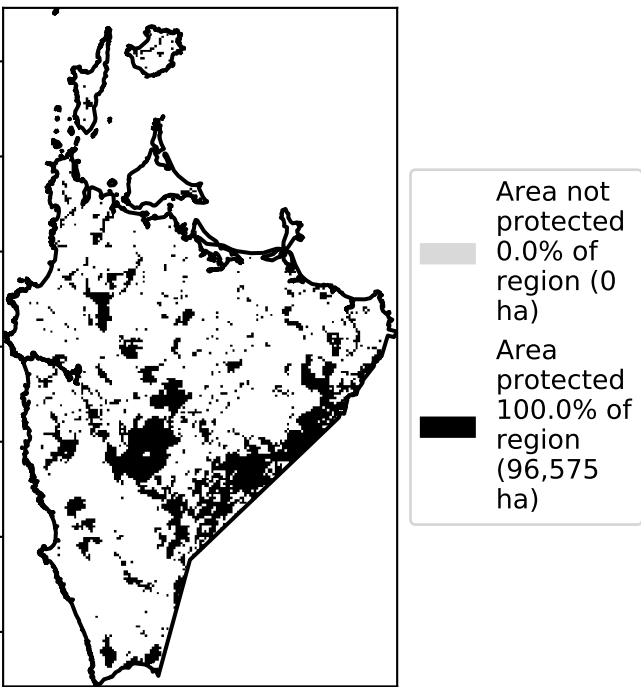 Area not
protected
0.0% of
region (0
ha)
Area
protected
100.0% of
region
(96,575
ha)